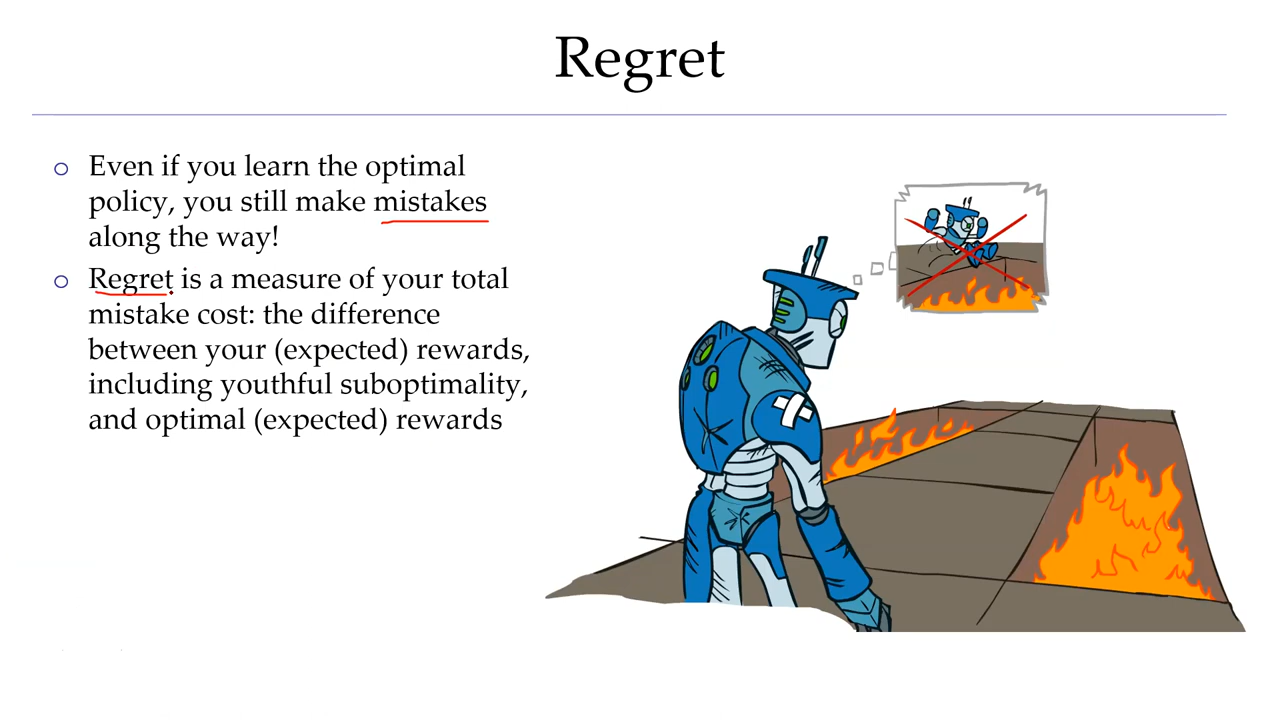 Regret
o Even if you learn the optimal
policy, you still make mistakes
along the way!
o Regret is a measure of your total
mistake cost: the difference
between your (expected) rewards,
including youthful suboptimality,
and optimal (expected) rewards